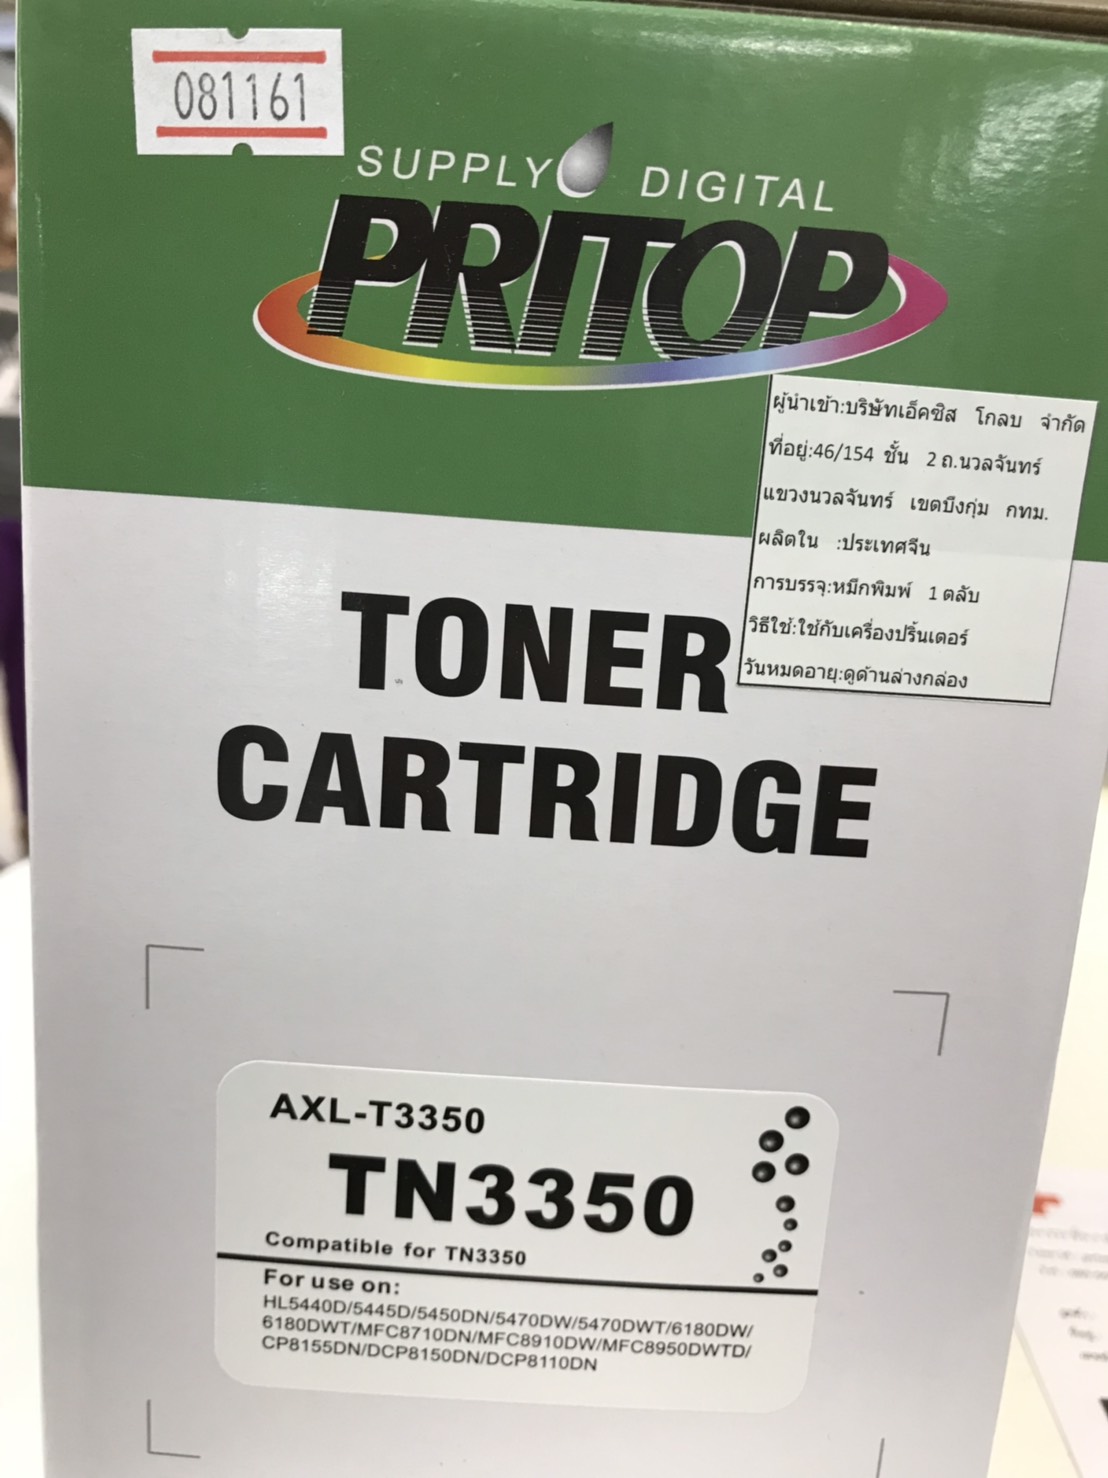 081161
SUPPLY DIGITAL
PRITOP
ผู้นำเข้า:บริษัทเอ็คซิส โกลบ จำกัด
ที่อยู่:46/154 ชั้น 2 ถ.นวลจันทร์
แขวงนวลจันทร์ เขตบึงกุ่ม กทม.
ผลิตใน :ประเทศจีน
การบรรจุ:หมึกพิมพ์ 1 ตลับ
วิธีใช้:ใช้กับเครื่องปริ้นเตอร์
วันหมดอายุ:ดูด้านล่างกล่อง
TONER
CARTRIDGE
AXL-T3350
TN3350
Compatible for TN3350
For use on:
HL5440D/5445D/5450DN/5470DW/5470DWT/6180DW/
6180DWT/MFC8710DN/MFC8910DW/MFC8950DWTD/
CP8155DN/DCP8150DN/DCP8110DN